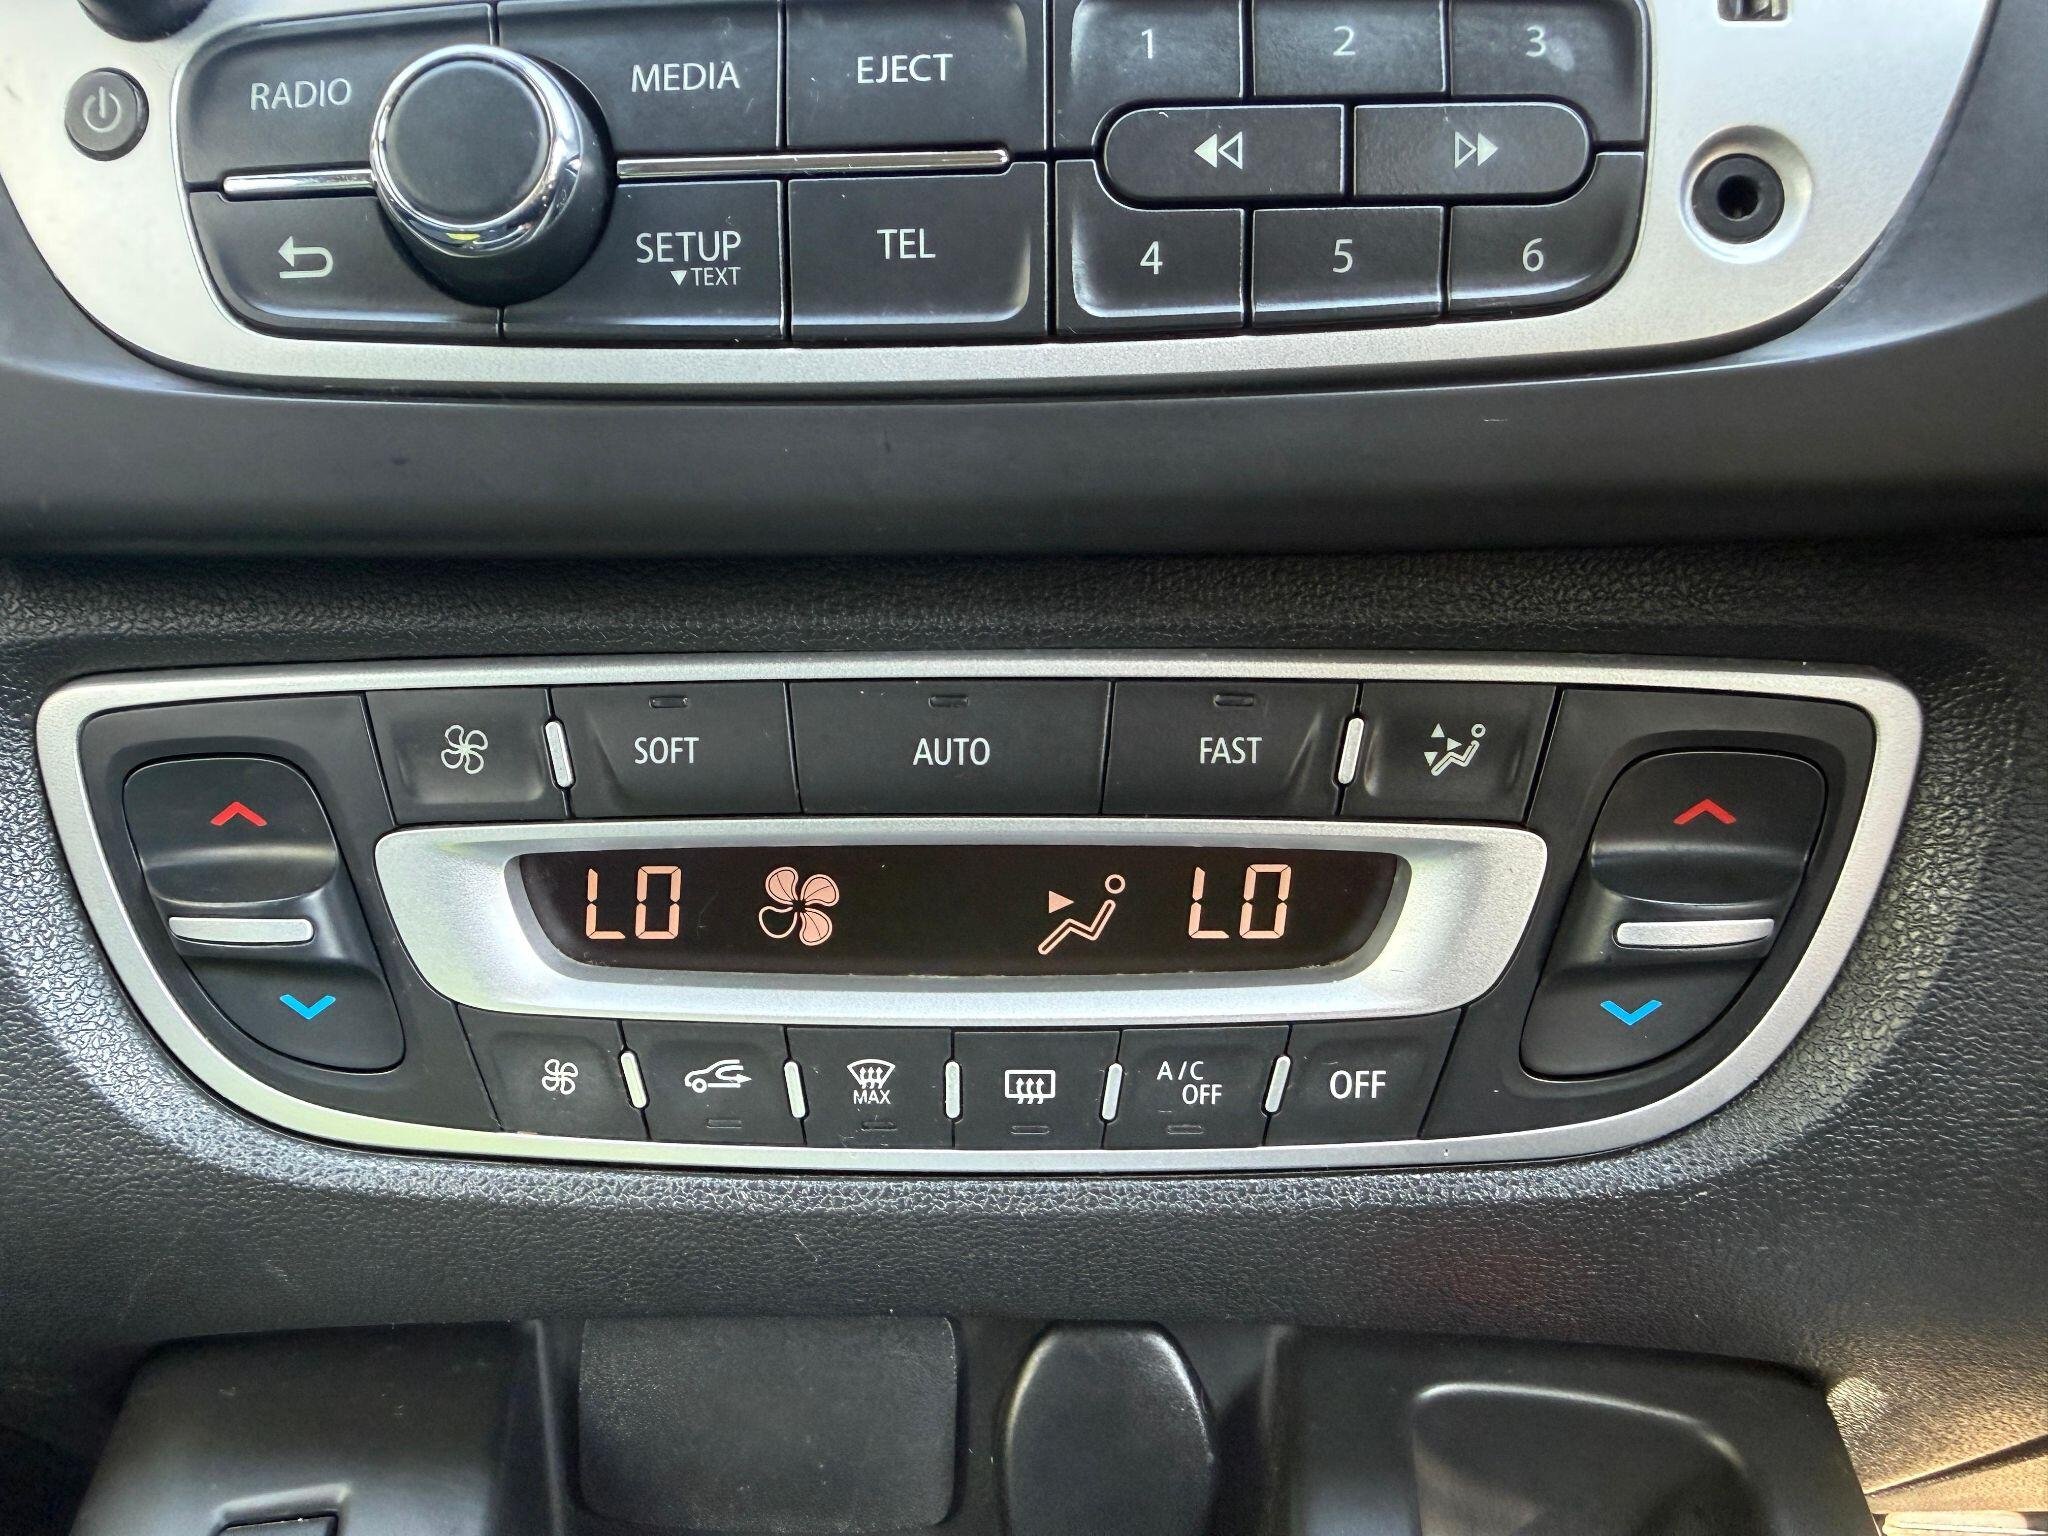 RADIO
MEDIA
EJECT
1
2
3
SETUP
▼TEXT
TEL
4
5
6
SOFT
AUTO
FAST
LO
LO
MAX
A/C
OFF
OFF